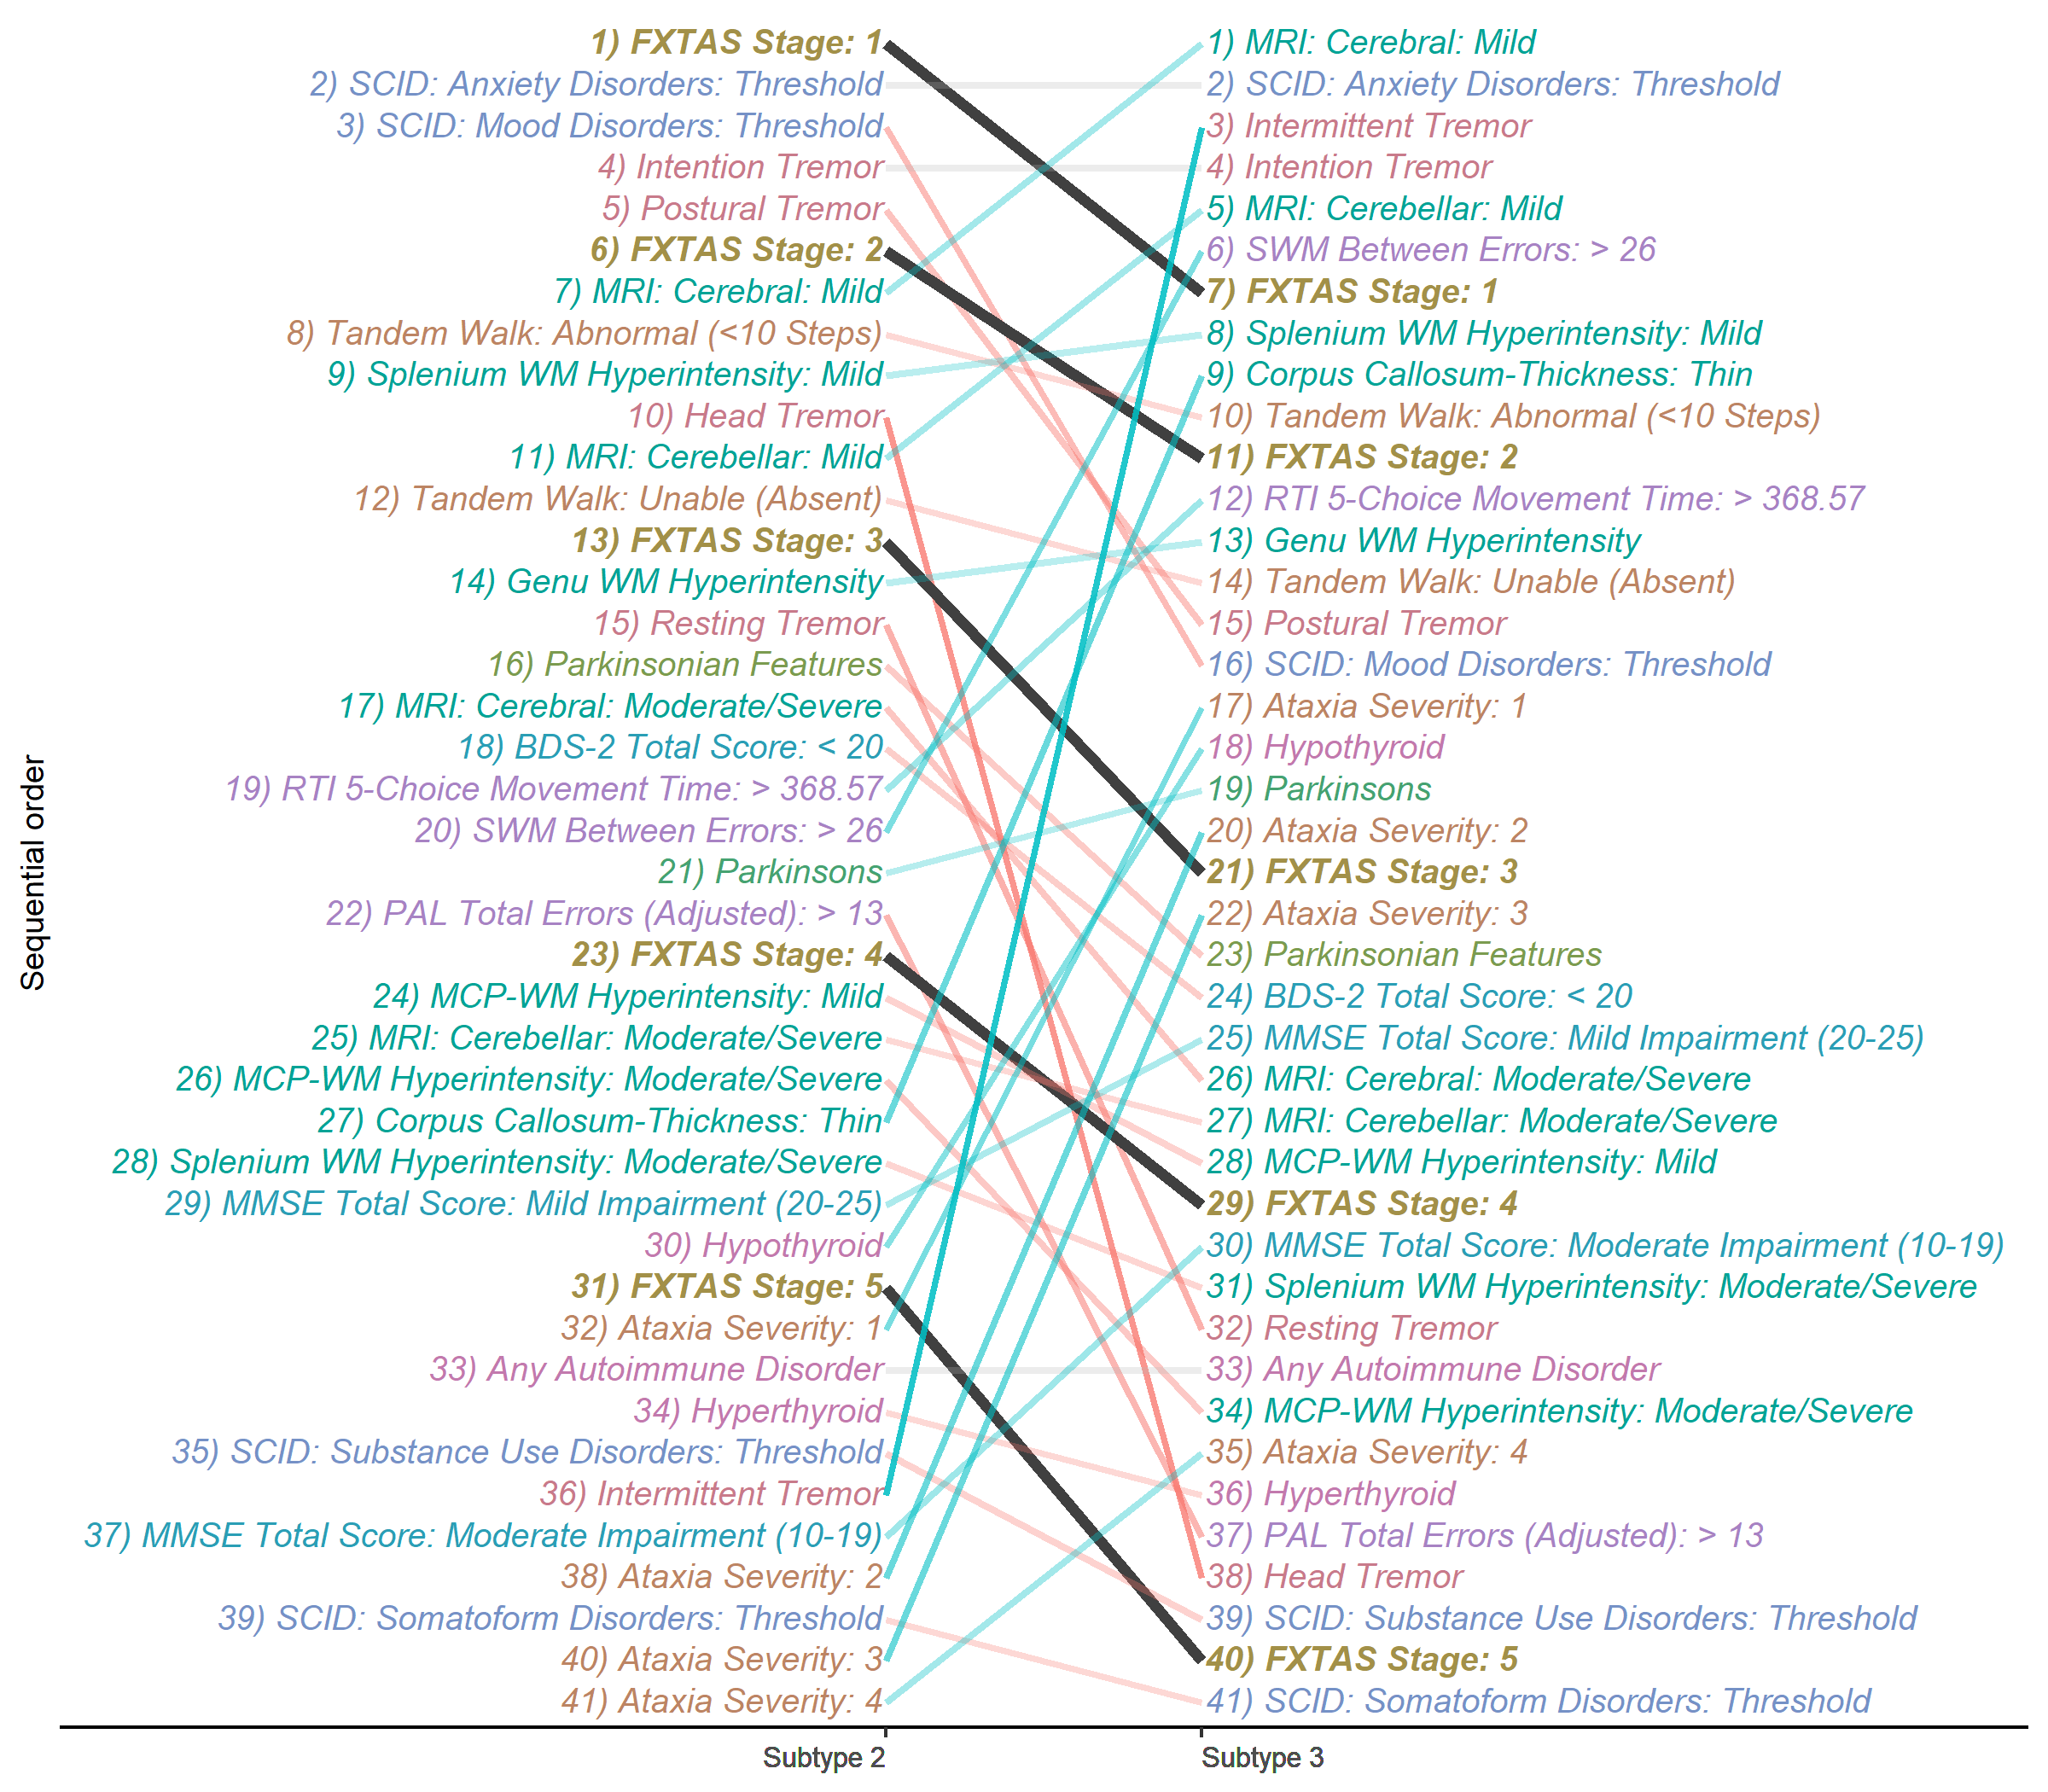 Sequential order
1) FXTAS Stage: 1
2) SCID: Anxiety Disorders: Threshold
3) SCID: Mood Disorders: Threshold
4) Intention Tremor
5) Postural Tremor
6) FXTAS Stage: 2
7) MRI: Cerebral: Mild
8) Tandem Walk: Abnormal (<10 Steps)
9) Splenium WM Hyperintensity: Mild
10) Head Tremor
11) MRI: Cerebellar: Mild
12) Tandem Walk: Unable (Absent)
13) FXTAS Stage: 3
14) Genu WM Hyperintensity
15) Resting Tremor
16) Parkinsonian Features
17) MRI: Cerebral: Moderate/Severe
18) BDS-2 Total Score: < 20
19) RTI 5-Choice Movement Time: > 368.57
20) SWM Between Errors: > 26
21) Parkinsons
22) PAL Total Errors (Adjusted): > 13
23) FXTAS Stage: 4
24) MCP-WM Hyperintensity: Mild
25) MRI: Cerebellar: Moderate/Severe
26) MCP-WM Hyperintensity: Moderate/Severe
27) Corpus Callosum-Thickness: Thin
28) Splenium WM Hyperintensity: Moderate/Severe
29) MMSE Total Score: Mild Impairment (20-25)
30) Hypothyroid
31) FXTAS Stage: 5
32) Ataxia Severity: 1
33) Any Autoimmune Disorder
34) Hyperthyroid
35) SCID: Substance Use Disorders: Threshold
36) Intermittent Tremor
37) MMSE Total Score: Moderate Impairment (10-19)
38) Ataxia Severity: 2
39) SCID: Somatoform Disorders: Threshold
40) Ataxia Severity: 3
41) Ataxia Severity: 4
1) MRI: Cerebral: Mild
2) SCID: Anxiety Disorders: Threshold
3) Intermittent Tremor
4) Intention Tremor
5) MRI: Cerebellar: Mild
6) SWM Between Errors: > 26
7) FXTAS Stage: 1
8) Splenium WM Hyperintensity: Mild
9) Corpus Callosum-Thickness: Thin
10) Tandem Walk: Abnormal (<10 Steps)
11) FXTAS Stage: 2
12) RTI 5-Choice Movement Time: > 368.57
13) Genu WM Hyperintensity
14) Tandem Walk: Unable (Absent)
15) Postural Tremor
16) SCID: Mood Disorders: Threshold
17) Ataxia Severity: 1
18) Hypothyroid
19) Parkinsons
20) Ataxia Severity: 2
21) FXTAS Stage: 3
22) Ataxia Severity: 3
23) Parkinsonian Features
24) BDS-2 Total Score: < 20
25) MMSE Total Score: Mild Impairment (20-25)
26) MRI: Cerebral: Moderate/Severe
27) MRI: Cerebellar: Moderate/Severe
28) MCP-WM Hyperintensity: Mild
29) FXTAS Stage: 4
30) MMSE Total Score: Moderate Impairment (10-19)
31) Splenium WM Hyperintensity: Moderate/Severe
32) Resting Tremor
33) Any Autoimmune Disorder
34) MCP-WM Hyperintensity: Moderate/Severe
35) Ataxia Severity: 4
36) Hyperthyroid
37) PAL Total Errors (Adjusted): > 13
38) Head Tremor
39) SCID: Substance Use Disorders: Threshold
40) FXTAS Stage: 5
41) SCID: Somatoform Disorders: Threshold
Subtype 2
Subtype 3